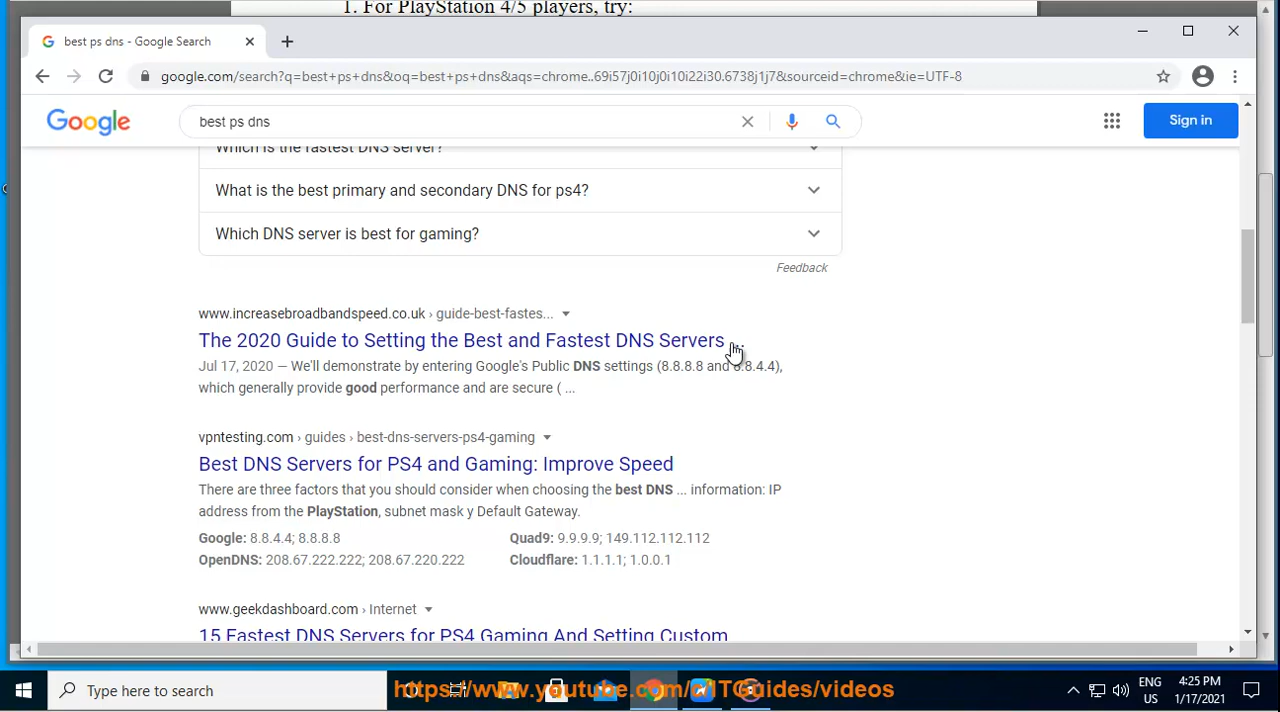 1. For PlayStation 4/5 players, try:
best ps dns - Google Search
google.com/search?q=best+ps+dns&oq=best+ps+dns&aqs=chrome..69i57j0i10j0i10i22i30.6738j1j7&sourceid=chrome&ie=UTF-8
Google
best ps dns
Sign in
Which is the fastest DNS server?
What is the best primary and secondary DNS for ps4?
Which DNS server is best for gaming?
Feedback
www.increasebroadbandspeed.co.uk › guide-best-fastes...
The 2020 Guide to Setting the Best and Fastest DNS Servers ...
Jul 17, 2020 — We'll demonstrate by entering Google's Public DNS settings (8.8.8.8 and 8.8.4.4),
which generally provide good performance and are secure ( ...
vpntesting.com › guides › best-dns-servers-ps4-gaming
Best DNS Servers for PS4 and Gaming: Improve Speed
There are three factors that you should consider when choosing the best DNS ... information: IP
address from the PlayStation, subnet mask y Default Gateway.
Google: 8.8.4.4; 8.8.8.8
Quad9: 9.9.9.9; 149.112.112.112
OpenDNS: 208.67.222.222; 208.67.220.222
Cloudflare: 1.1.1.1; 1.0.0.1
www.geekdashboard.com › Internet
15 Fastest DNS Servers for PS4 Gaming And Setting Custom
Type here to search
ENG
US
4:25 PM
1/17/2021